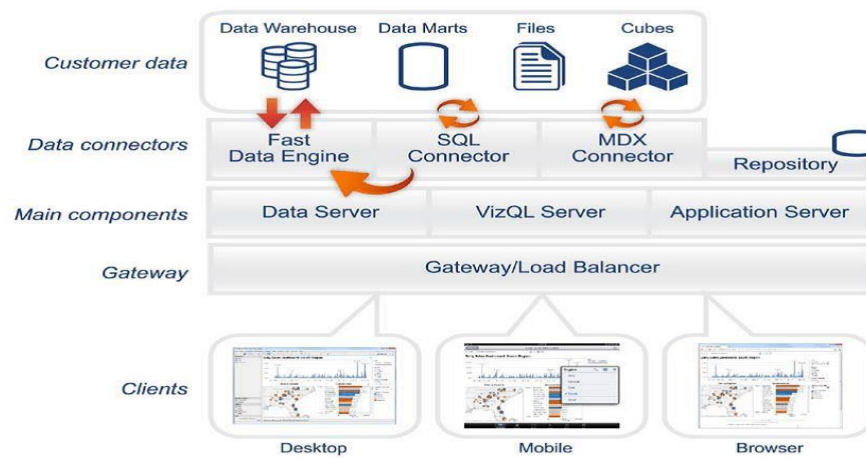 Data Warehouse Data Marts Files Cubes
Customer data
Data connectors
Fast
Data Engine
SQL
Connector
MDX
Connector
Repository
Main components
Data Server VizQL Server Application Server
Gateway
Gateway/Load Balancer
Clients
Desktop Mobile Browser